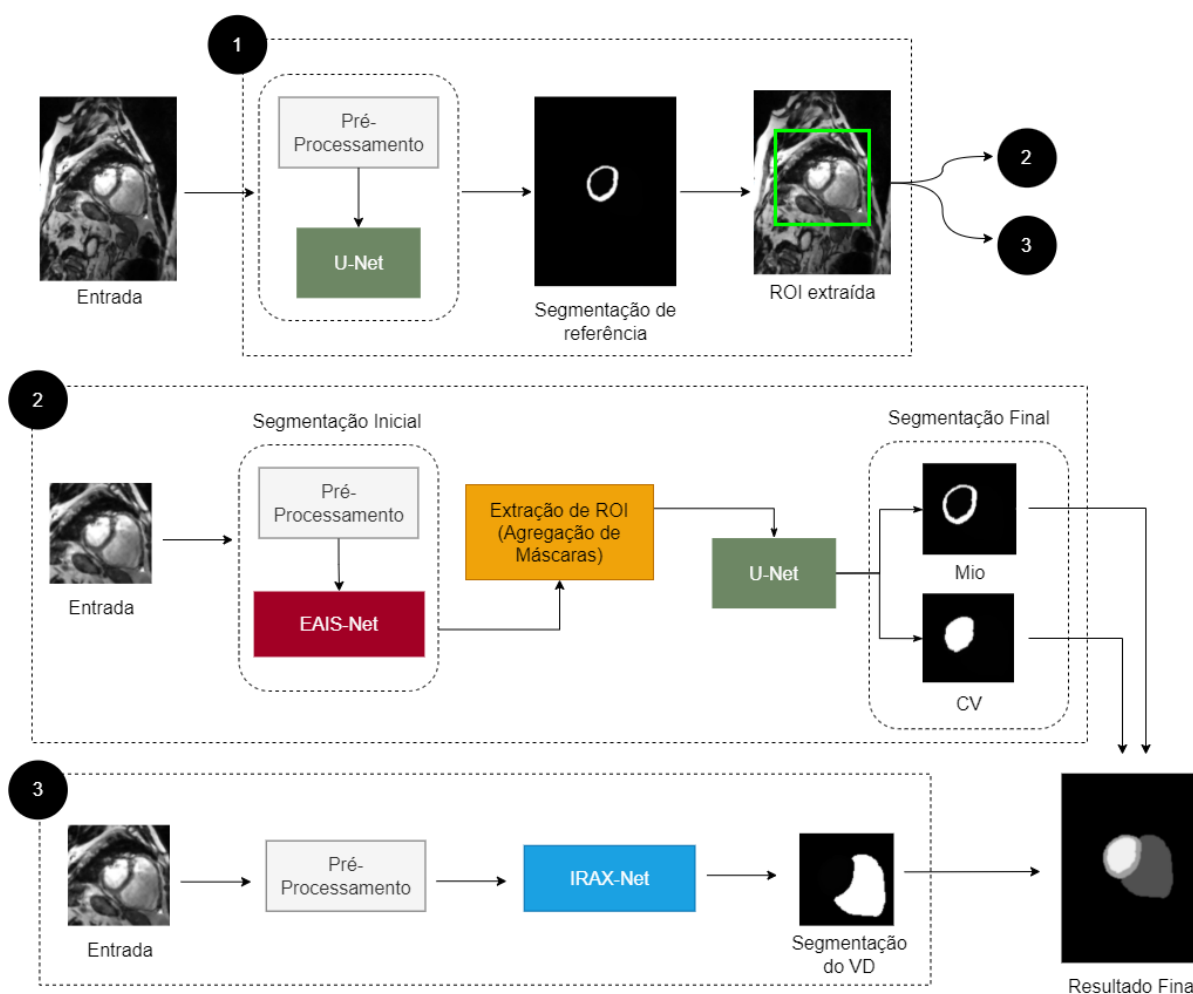 1
Pré-
Processamento
U-Net
Entrada
Segmentação de
referência
ROI extraída
2
3
2
Segmentação Inicial
Segmentação Final
Pré-
Processamento
EAIS-Net
Extração de ROI
(Agregação de
Máscaras)
U-Net
Mio
CV
Entrada
3
Pré-
Processamento
IRAX-Net
Entrada
Segmentação
do VD
Resultado Fina